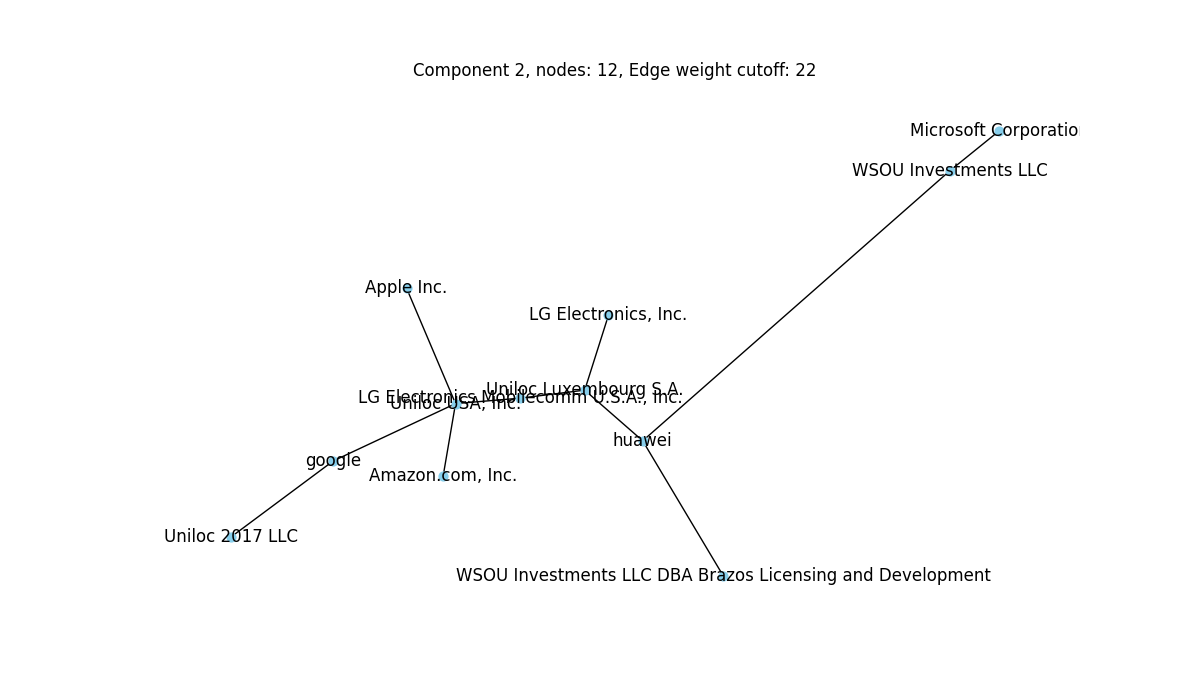 Component 2, nodes: 12, Edge weight cutoff: 22
Microsoft Corporatio
WSOU Investments LLC
Apple Inc.
LG Electronics, Inc.
Uniloc Luxembourg S.A.
LG Electronics Mobilecomm U.S.A., Inc.
Uniloc USA, Inc.
huawei
google
Amazon.com, Inc.
Uniloc 2017 LLC
WSOU Investments LLC DBA Brazos Licensing and Development